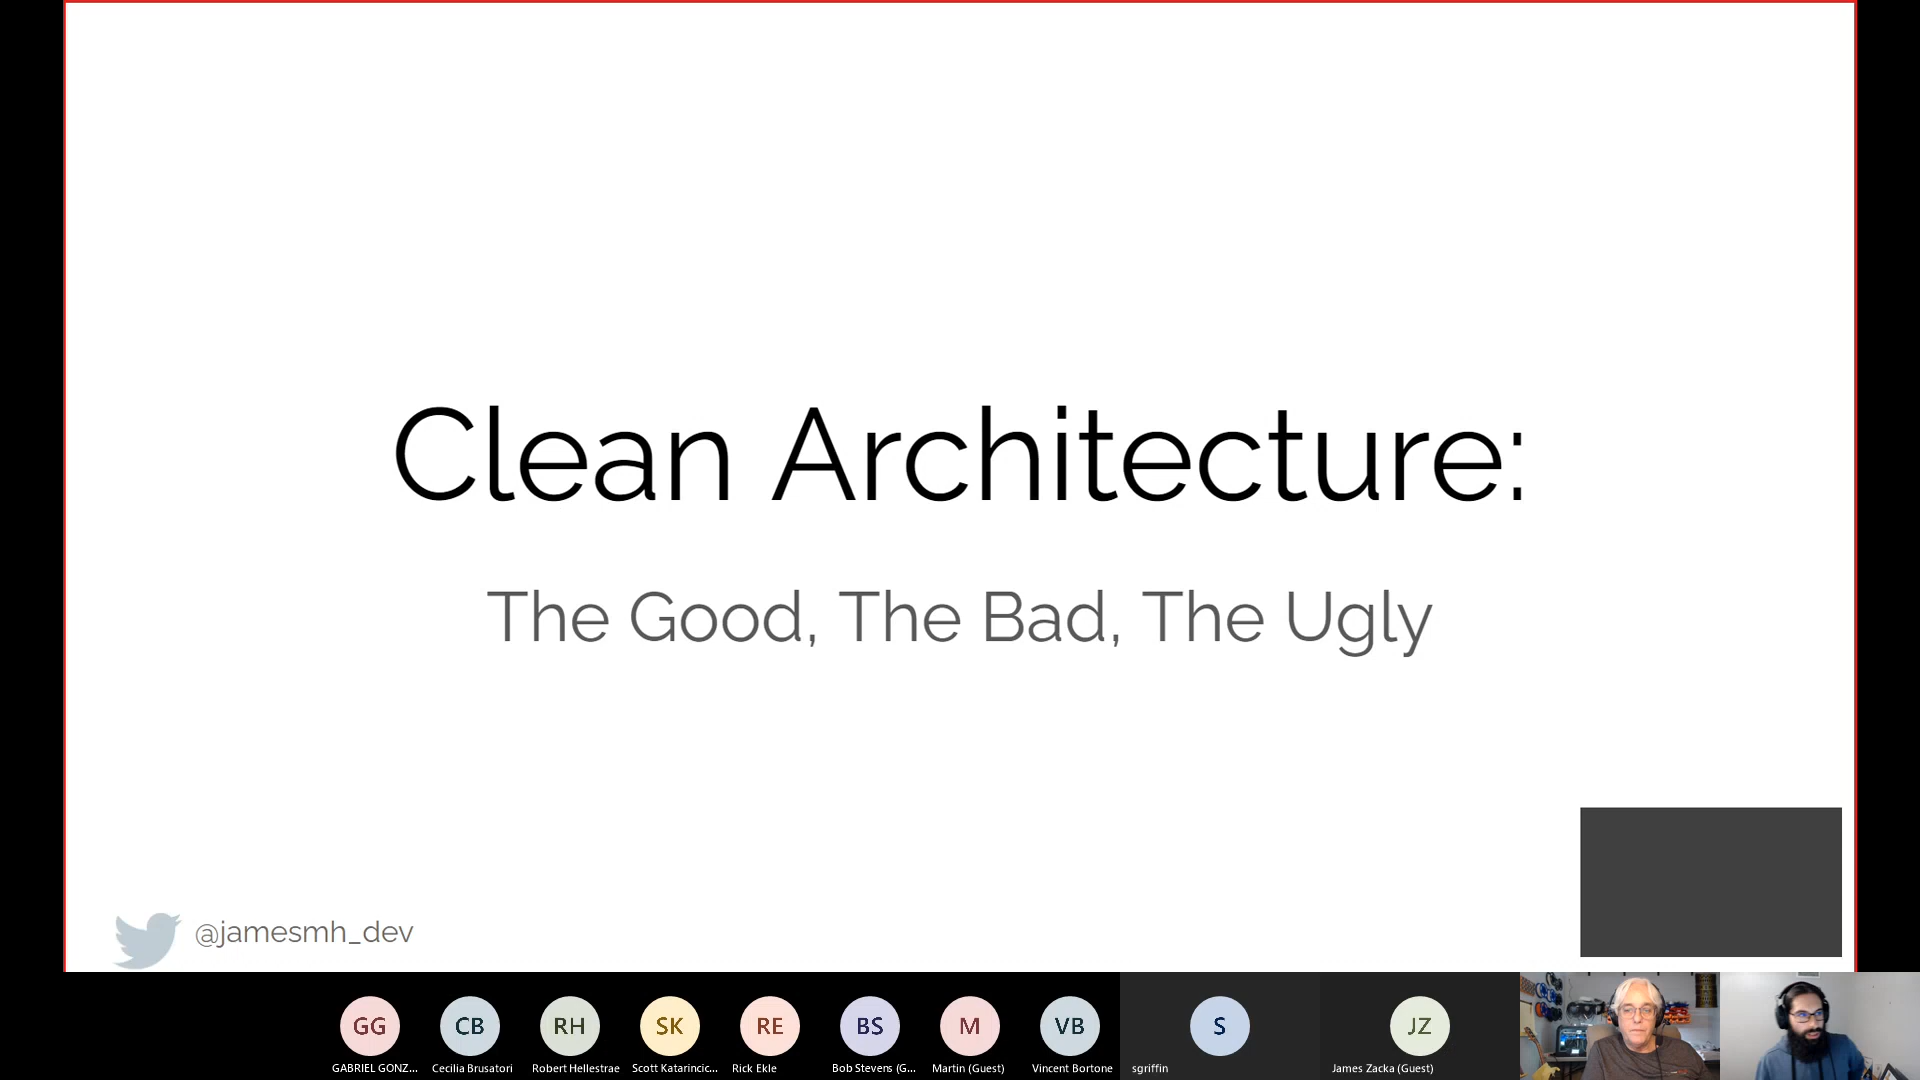 Clean Architecture:
The Good, The Bad, The Ugly
@jamesmh_dev
GG
CB
RH
SK
RE
BS
M
VB
S
JZ
GABRIEL GONZ...
Cecilia Brusatori
Robert Hellestrae
Scott Katarincic...
Rick Ekle
Bob Stevens (G...
Martin (Guest)
Vincent Bortone
sgriffin
James Zacka (Guest)